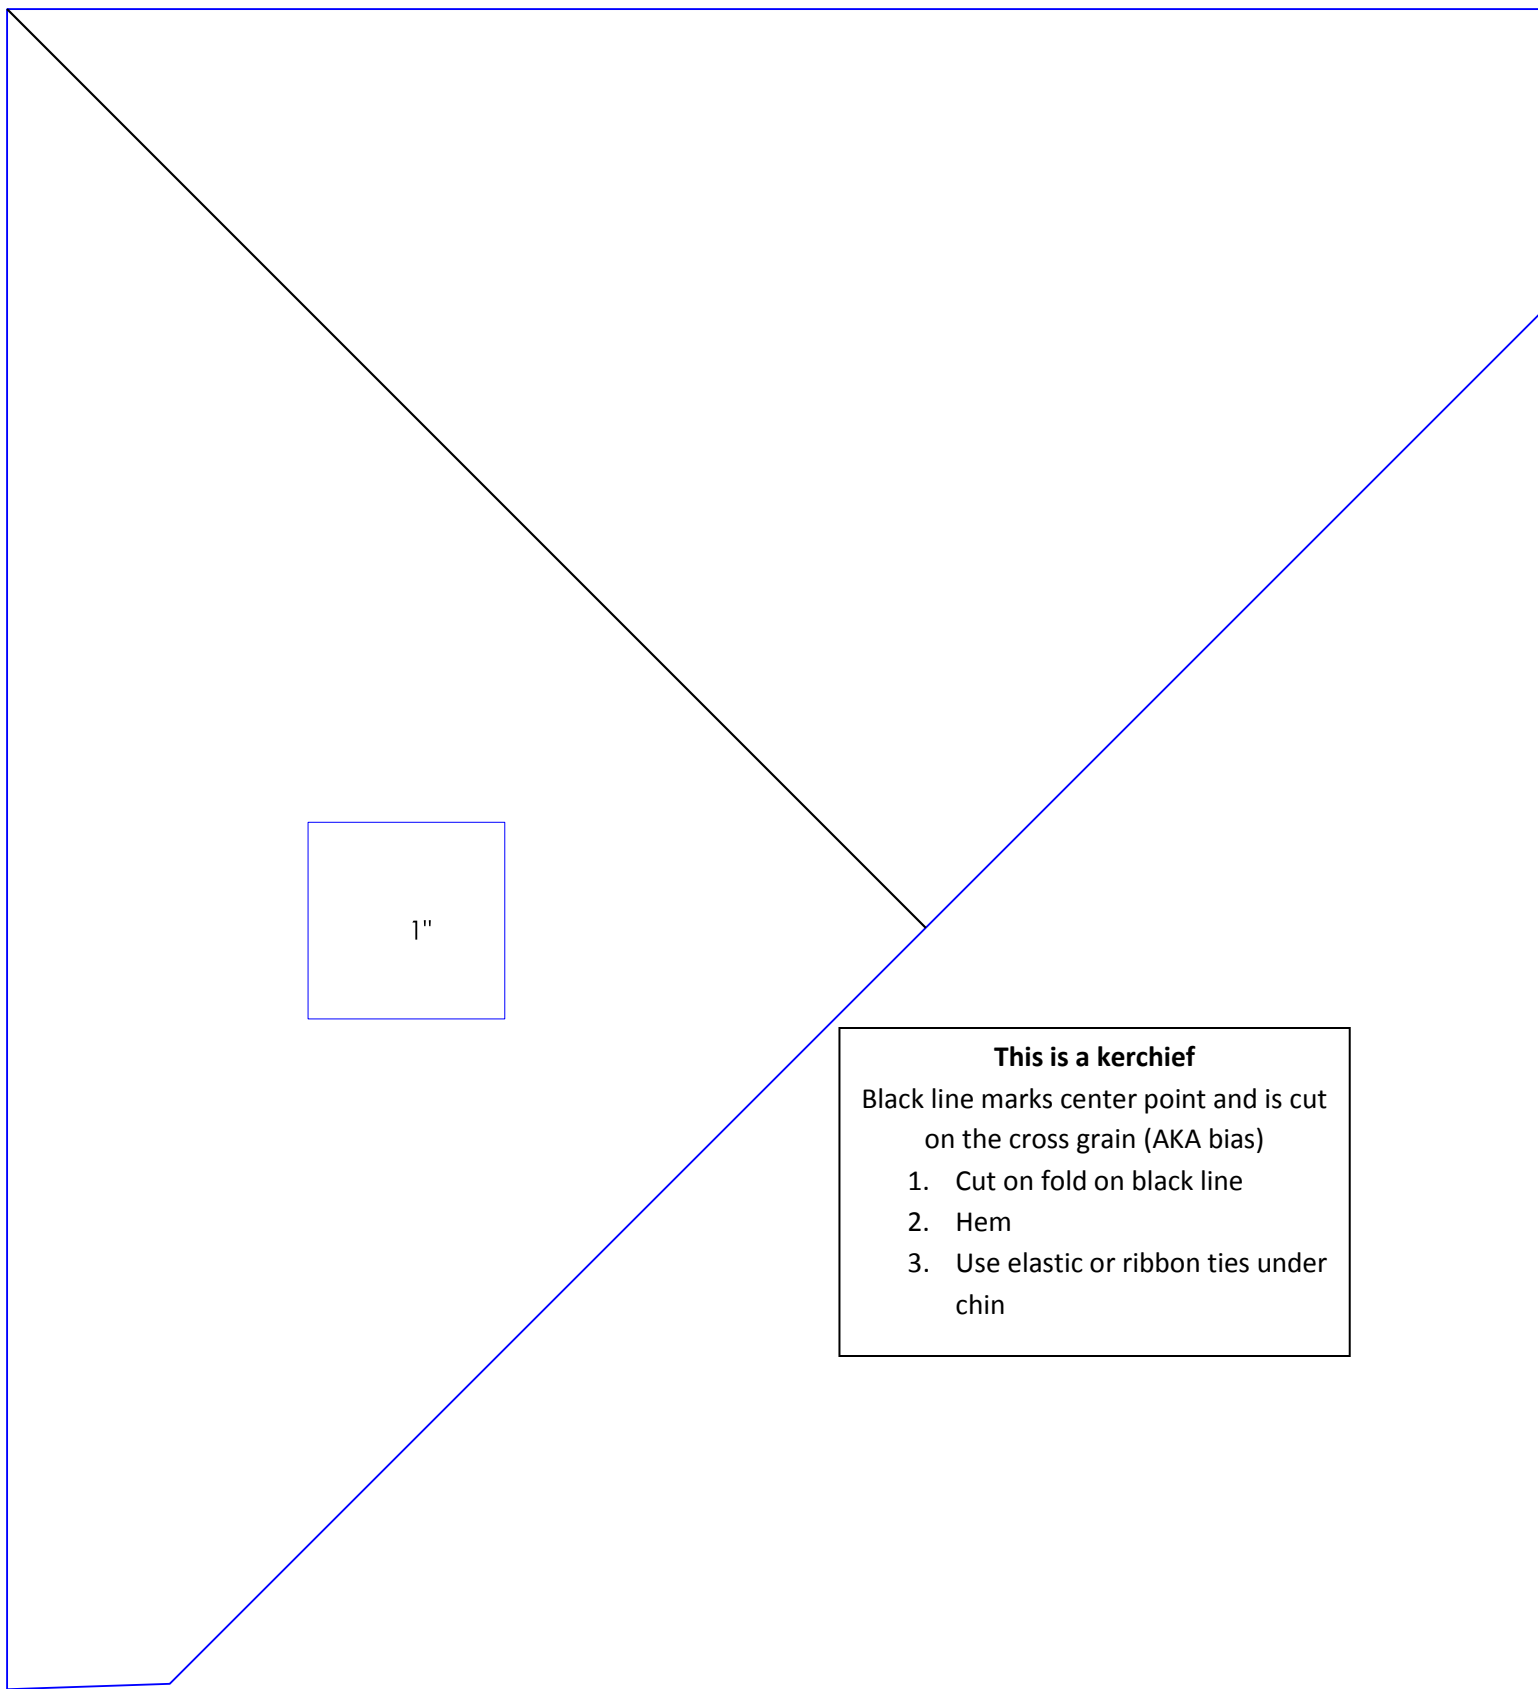 1"
This is a kerchief
Black line marks center point and is cut
on the cross grain (AKA bias)
1. Cut on fold on black line
2. Hem
3. Use elastic or ribbon ties under
chin